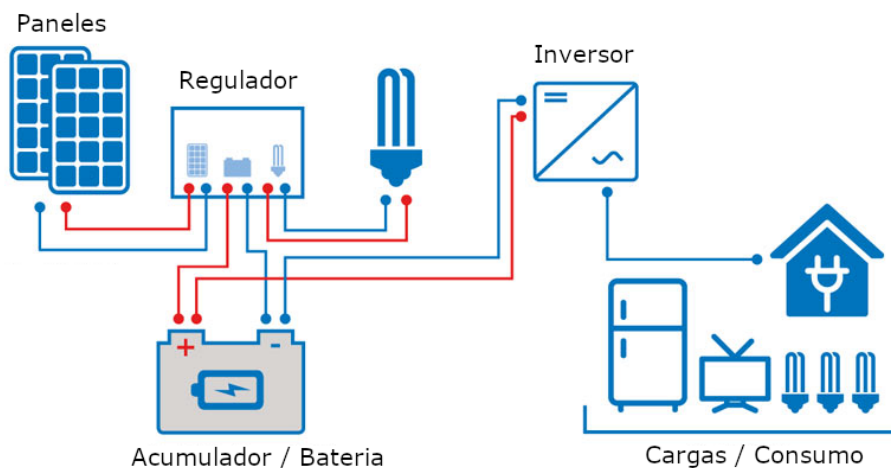 Paneles
Regulador
Inversor
+
-
Acumulador / Bateria
Cargas / Consumo